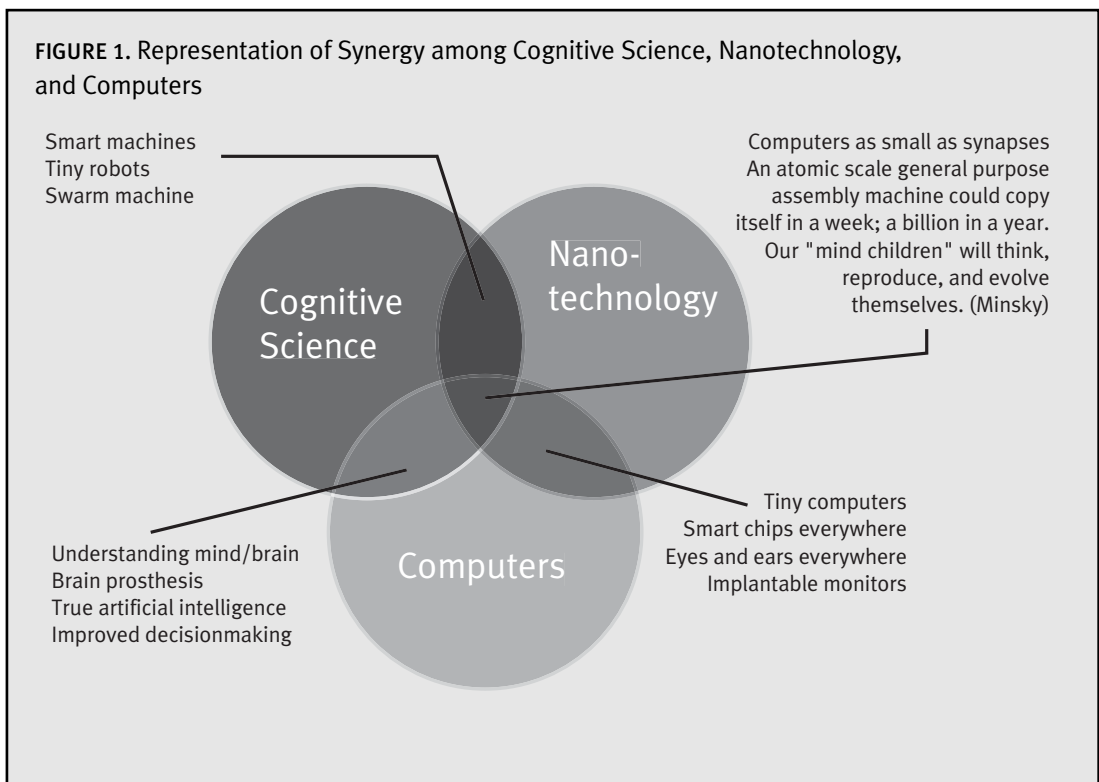 FIGURE 1. Representation of Synergy among Cognitive Science, Nanotechnology,
and Computers
Smart machines
Tiny robots
Swarm machine
Computers as small as synapses
An atomic scale general purpose
assembly machine could copy
itself in a week; a billion in a year.
Our "mind children" will think,
reproduce, and evolve
themselves. (Minsky)
Cognitive
Science
Nano-
technology
Computers
Understanding mind/brain
Brain prosthesis
True artificial intelligence
Improved decisionmaking
Tiny computers
Smart chips everywhere
Eyes and ears everywhere
Implantable monitors